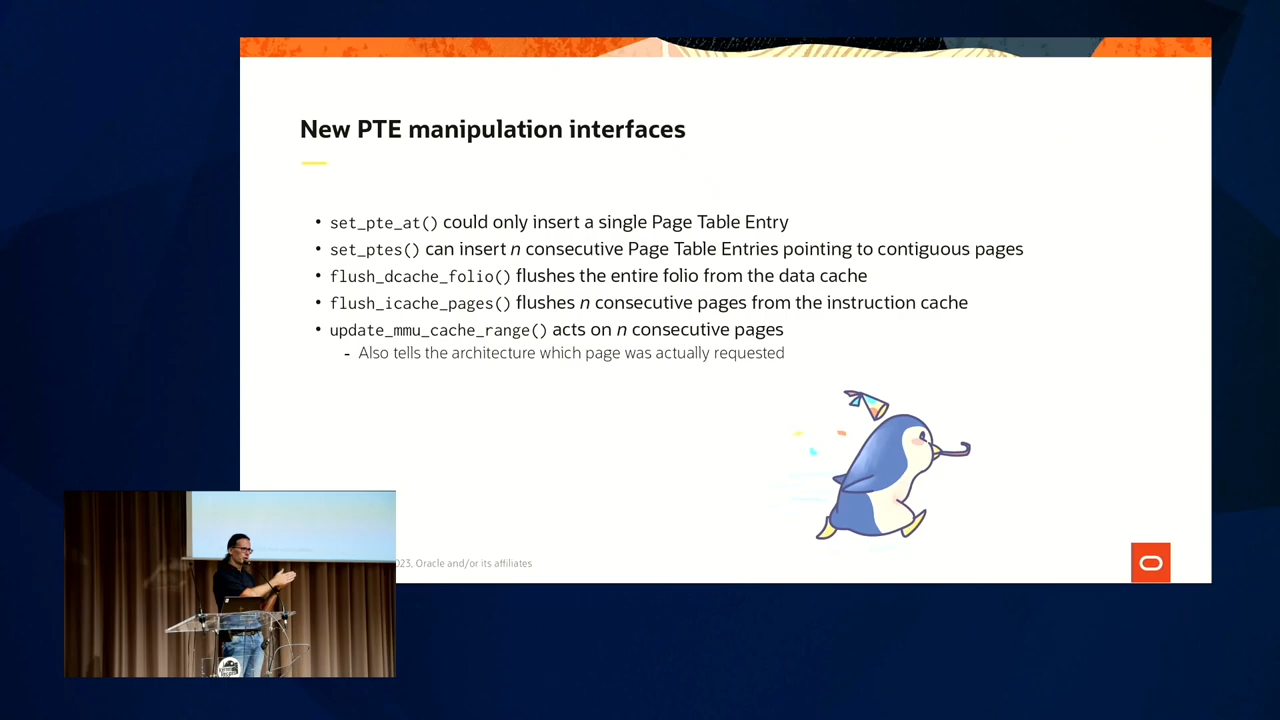 New PTE manipulation interfaces
• set_pte_at() could only insert a single Page Table Entry
• set_ptes() can insert n consecutive Page Table Entries pointing to contiguous pages
• flush_dcache_folio() flushes the entire folio from the data cache
• flush_icache_pages() flushes n consecutive pages from the instruction cache
• update_mmu_cache_range() acts on n consecutive pages
- Also tells the architecture which page was actually requested
023, Oracle and/or its affiliates